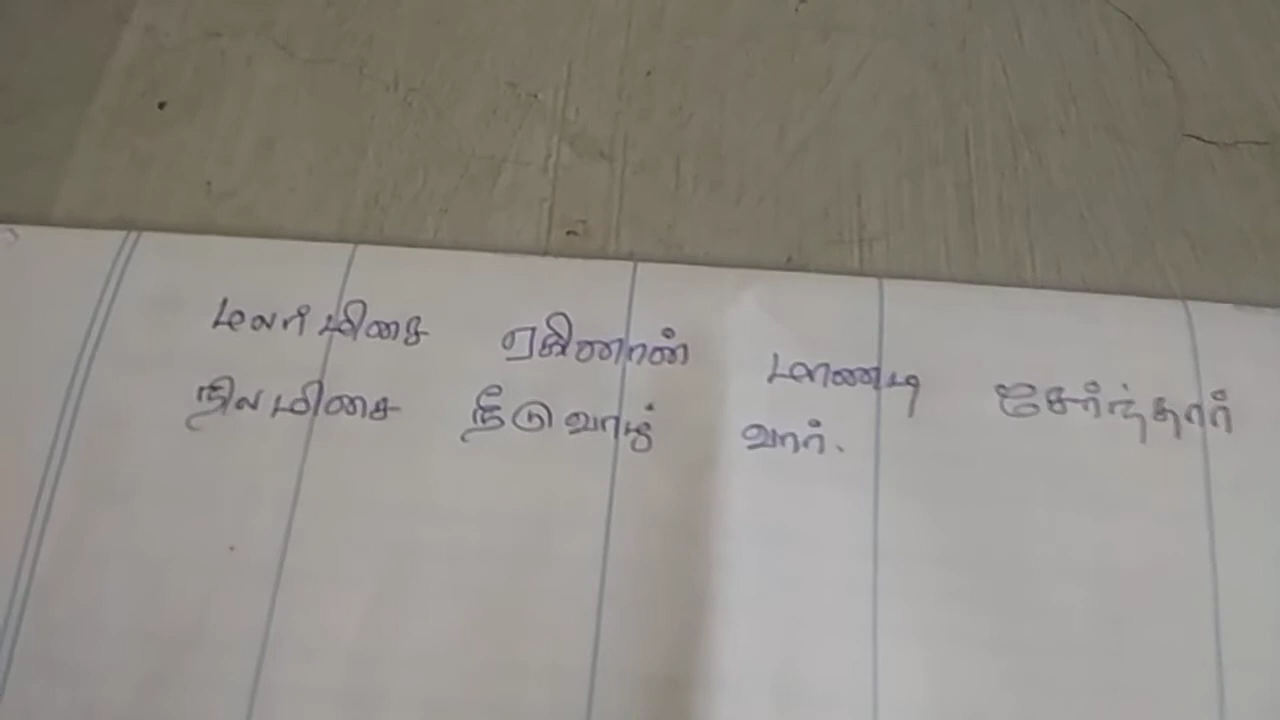 மலர்மிசை ஏகினான் மாணடி சேர்ந்தார்
நிலமிசை நீடுவாழ் வார்.